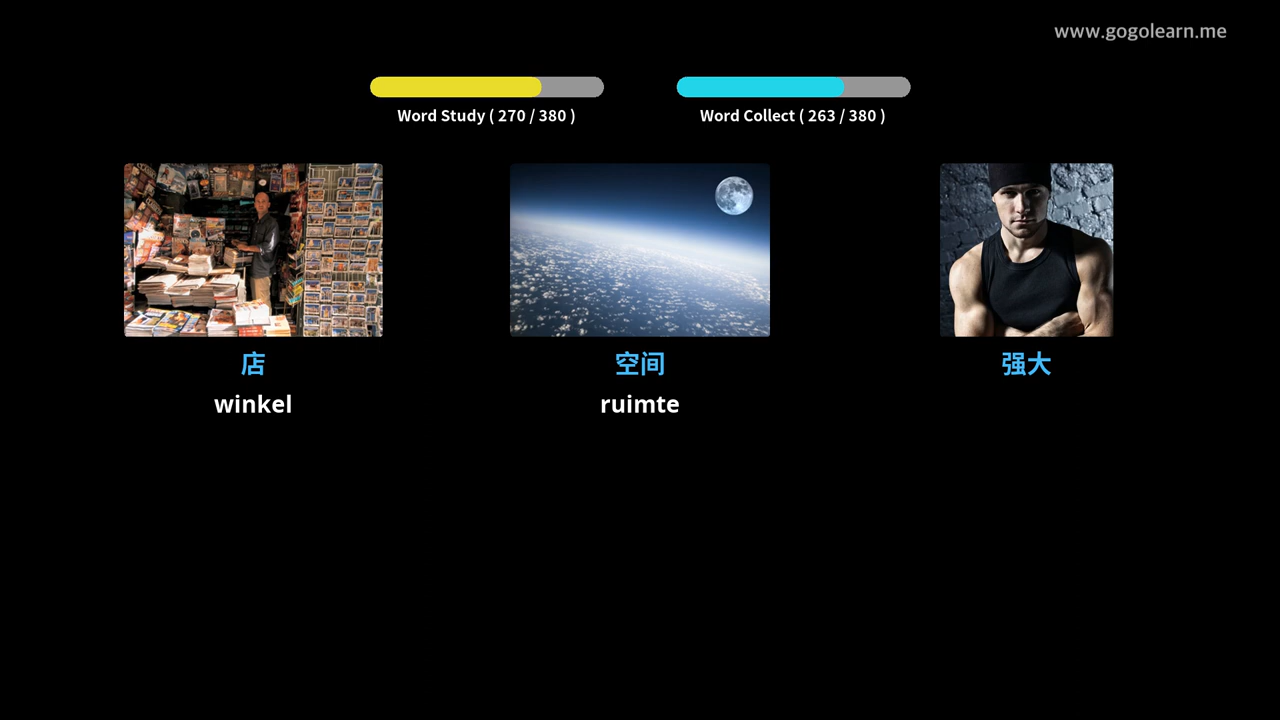 www.gogolearn.me
Word Study ( 270 / 380 )
Word Collect ( 263 / 380 )
店
空间
强大
winkel
ruimte